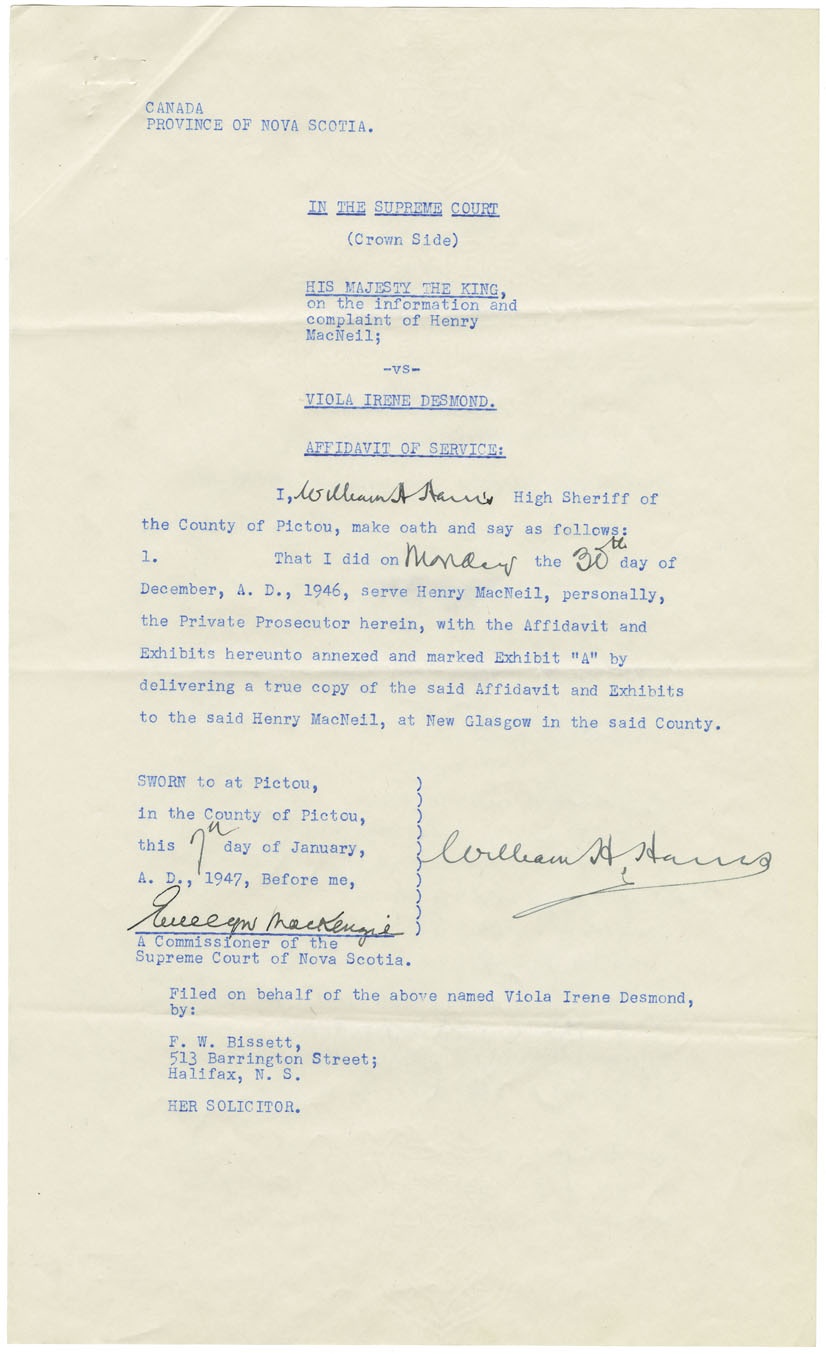 CANADA
PROVINCE OF NOVA SCOTIA.
IN THE SUPREME COURT
(Crown Side)
HIS MAJESTY THE KING,
on the information and
complaint of Henry
MacNeil;
-vs-
VIOLA IRENE DESMOND.
AFFIDAVIT OF SERVICE:
I, William H Harris High Sheriff of
the County of Pictou, make oath and say as follows:
1. That I did on Monday the 30th day of
December, A. D., 1946, serve Henry MacNeil, personally,
the Private Prosecutor herein, with the Affidavit and
Exhibits hereunto annexed and marked Exhibit "A" by
delivering a true copy of the said Affidavit and Exhibits
to the said Henry MacNeil, at New Glasgow in the said County.
SWORN to at Pictou,
in the County of Pictou,
this 7th day of January,
A. D., 1947, Before me,
William H. Harris
Evelyn MacKenzie
A Commissioner of the
Supreme Court of Nova Scotia.
Filed on behalf of the above named Viola Irene Desmond,
by:
F. W. Bissett,
513 Barrington Street;
Halifax, N. S.
HER SOLICITOR.